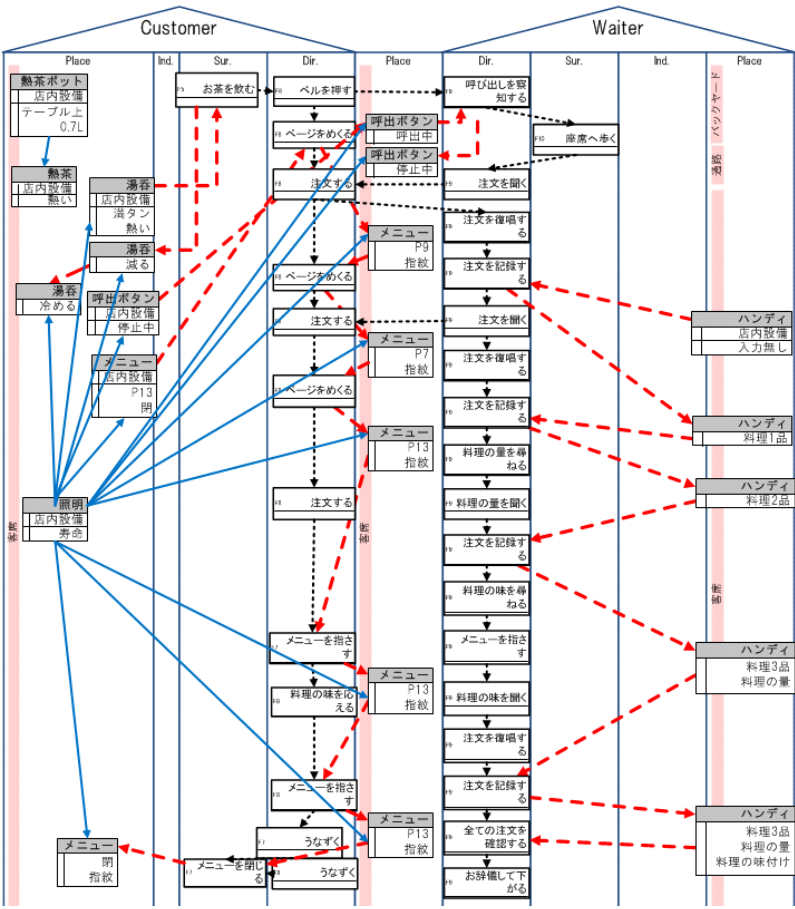 Customer
Waiter
Place
Ind.
Sur.
Dir.
Place
Dir.
Sur.
Ind.
Place
熱茶ポット
店内設備
テーブル上
0.7L
熱茶
店内設備
熱い
湯呑
店内設備
満タン
熱い
湯呑
減る
湯呑
冷める
呼出ボタン
店内設備
停止中
メニュー
店内設備
P13
閉
照明
店内設備
寿命
客席
メニュー
閉
指紋
お茶を飲む
メニューを閉じ
る
ベルを押す
ページをめくる
注文する
ページをめくる
注文する
ページをめくる
注文する
メニューを指さ
す
料理の味を応
える
メニューを指さ
す
うなずく
うなずく
呼出ボタン
呼出中
呼出ボタン
停止中
メニュー
P9
指紋
メニュー
P7
指紋
メニュー
P13
指紋
客席
メニュー
P13
指紋
メニュー
P13
指紋
呼び出しを察
知する
注文を聞く
注文を復唱す
る
注文を記録す
る
注文を聞く
注文を復唱す
る
注文を記録す
る
料理の量を尋
ねる
料理の量を聞く
注文を記録す
る
料理の味を尋
ねる
メニューを指さ
す
料理の味を聞く
注文を復唱す
る
注文を記録す
る
全ての注文を
確認する
お辞儀して下
がる
座席へ歩く
バックヤード
通路
客席
ハンディ
店内設備
入力無し
ハンディ
料理1品
ハンディ
料理2品
ハンディ
料理3品
料理の量
ハンディ
料理3品
料理の量
料理の味付け